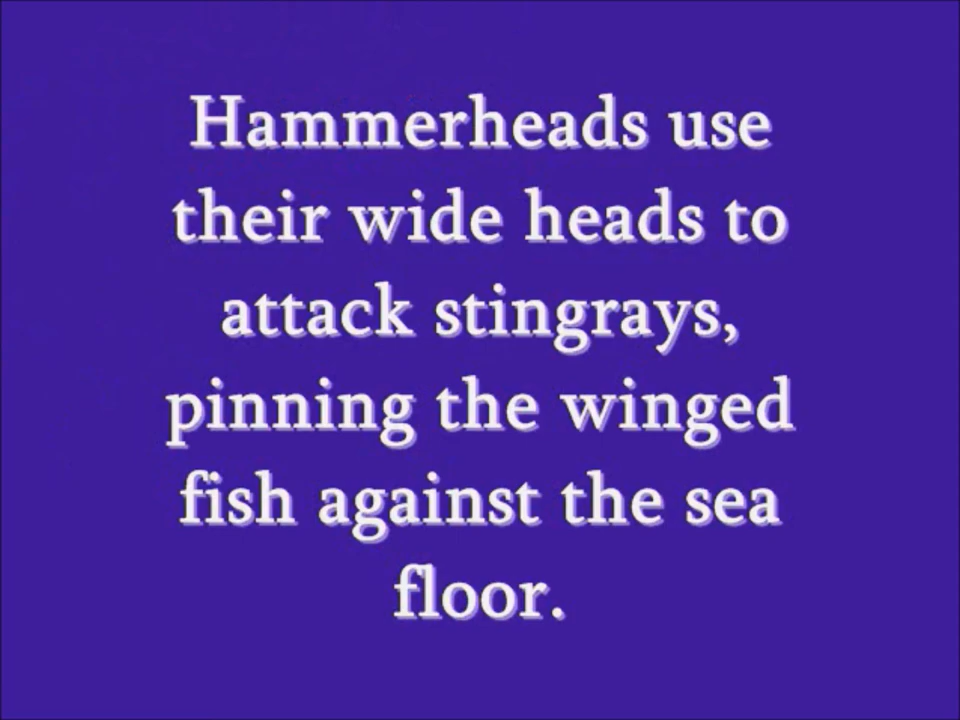 Hammerheads use
their wide heads to
attack stingrays,
pinning the winged
fish against the sea
floor.